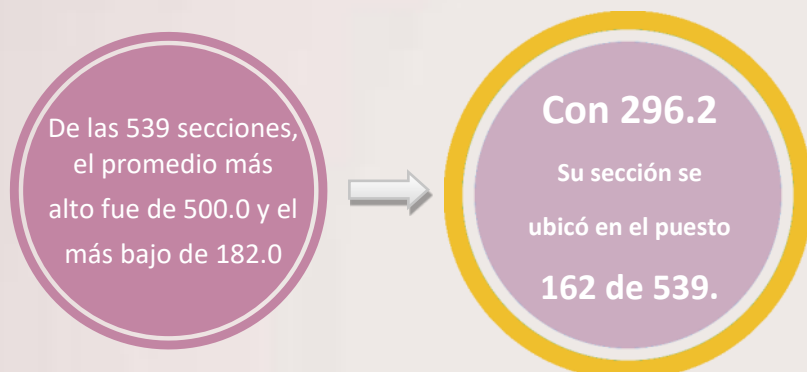 De las 539 secciones,
el promedio más
alto fue de 500.0 y el
más bajo de 182.0
Con 296.2
Su sección se
ubicó en el puesto
162 de 539.